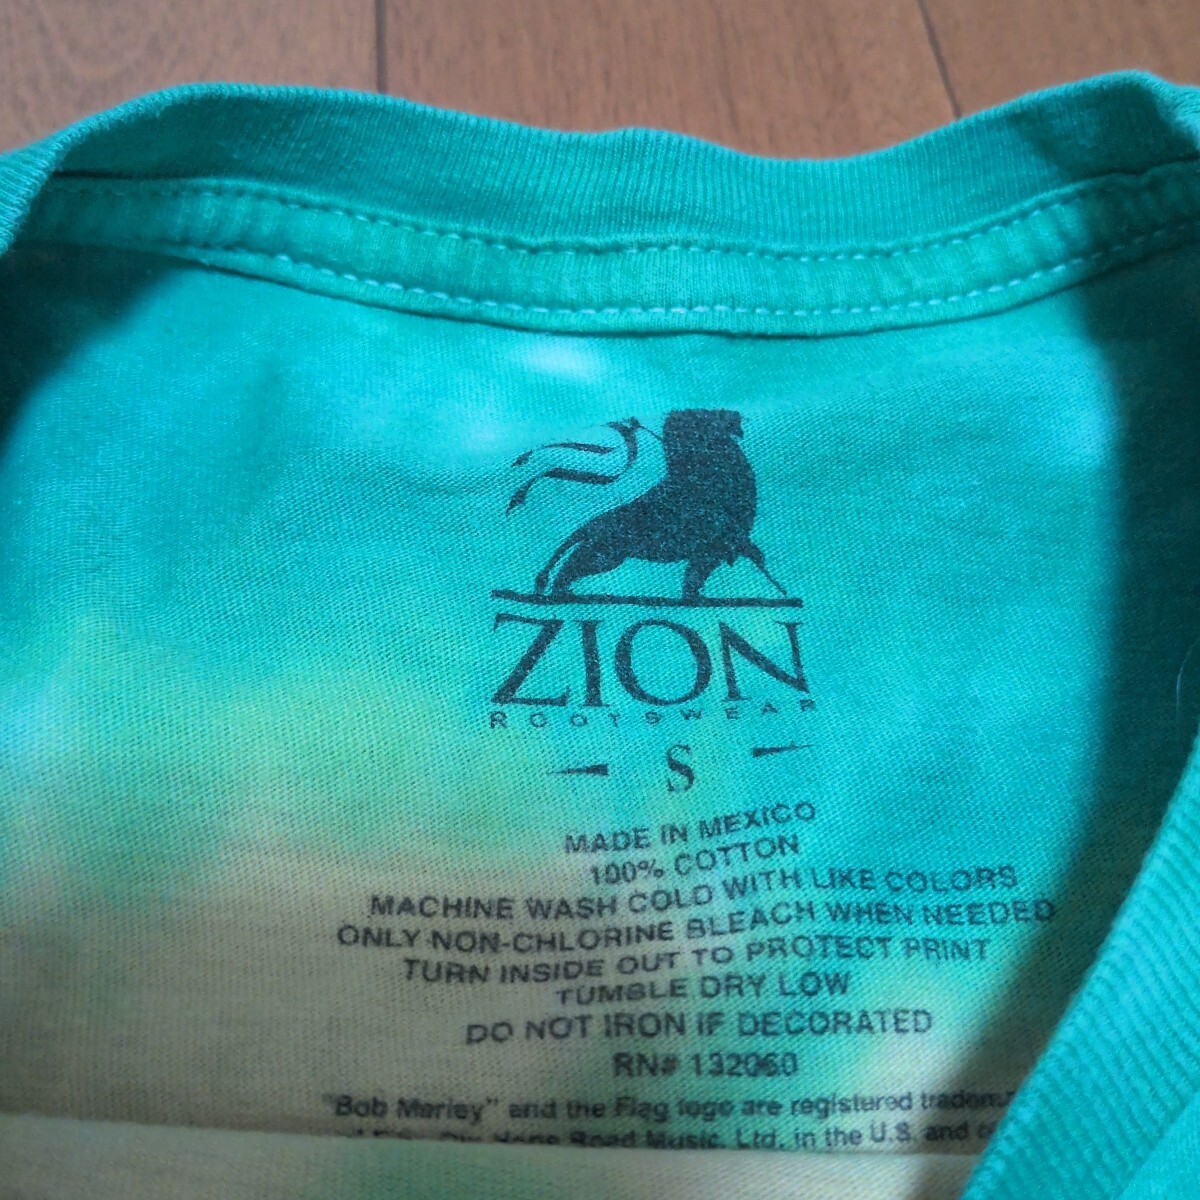 ZION
ROOTSWEAR
S
MADE IN MEXICO
100% COTTON
MACHINE WASH COLD WITH LIKE COLORS
ONLY NON-CHLORINE BLEACH WHEN NEEDED
TURN INSIDE OUT TO PROTECT PRINT
TUMBLE DRY LOW
DO NOT IRON IF DECORATED
RN# 132060
"Bob Marley" and the Flag logo are registered
Hope Road Music, Ltd. in the U.S. and